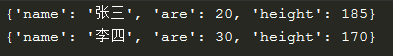 {'name': '张三', 'are': 20, 'height': 185}
{'name': '李四', 'are': 30, 'height': 170}